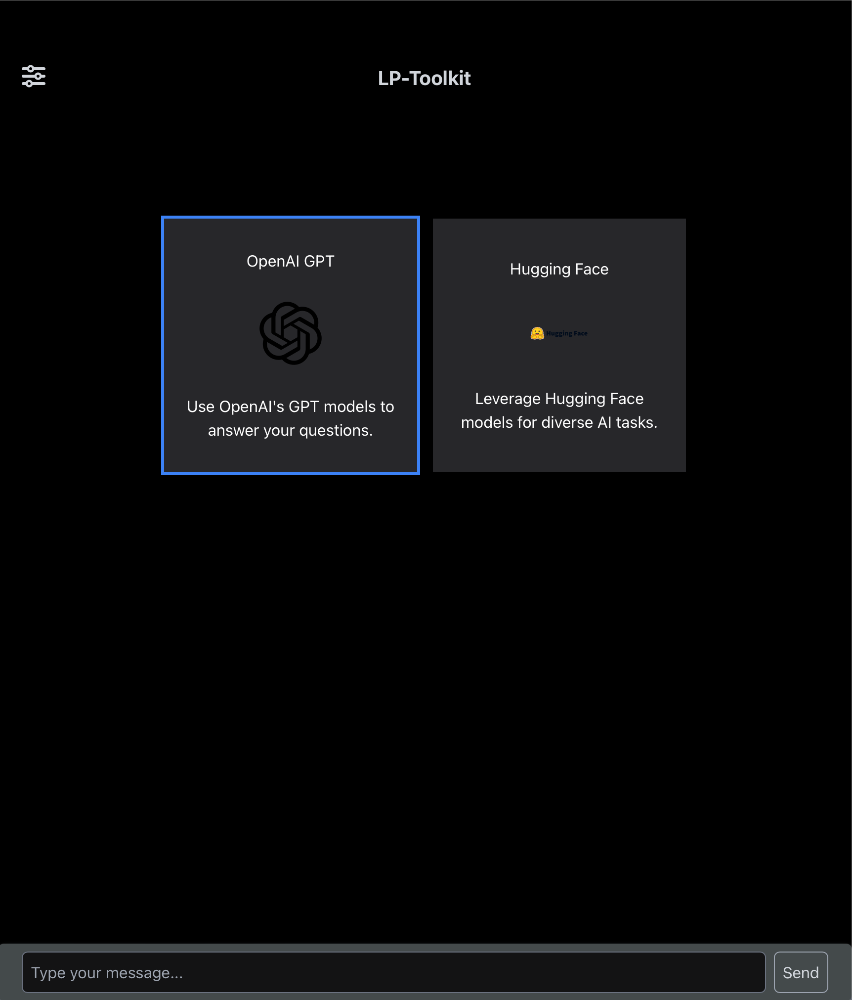 LP-Toolkit
OpenAI GPT
Use OpenAI's GPT models to
answer your questions.
Hugging Face
Hugging Face
Leverage Hugging Face
models for diverse AI tasks.
Type your message...
Send